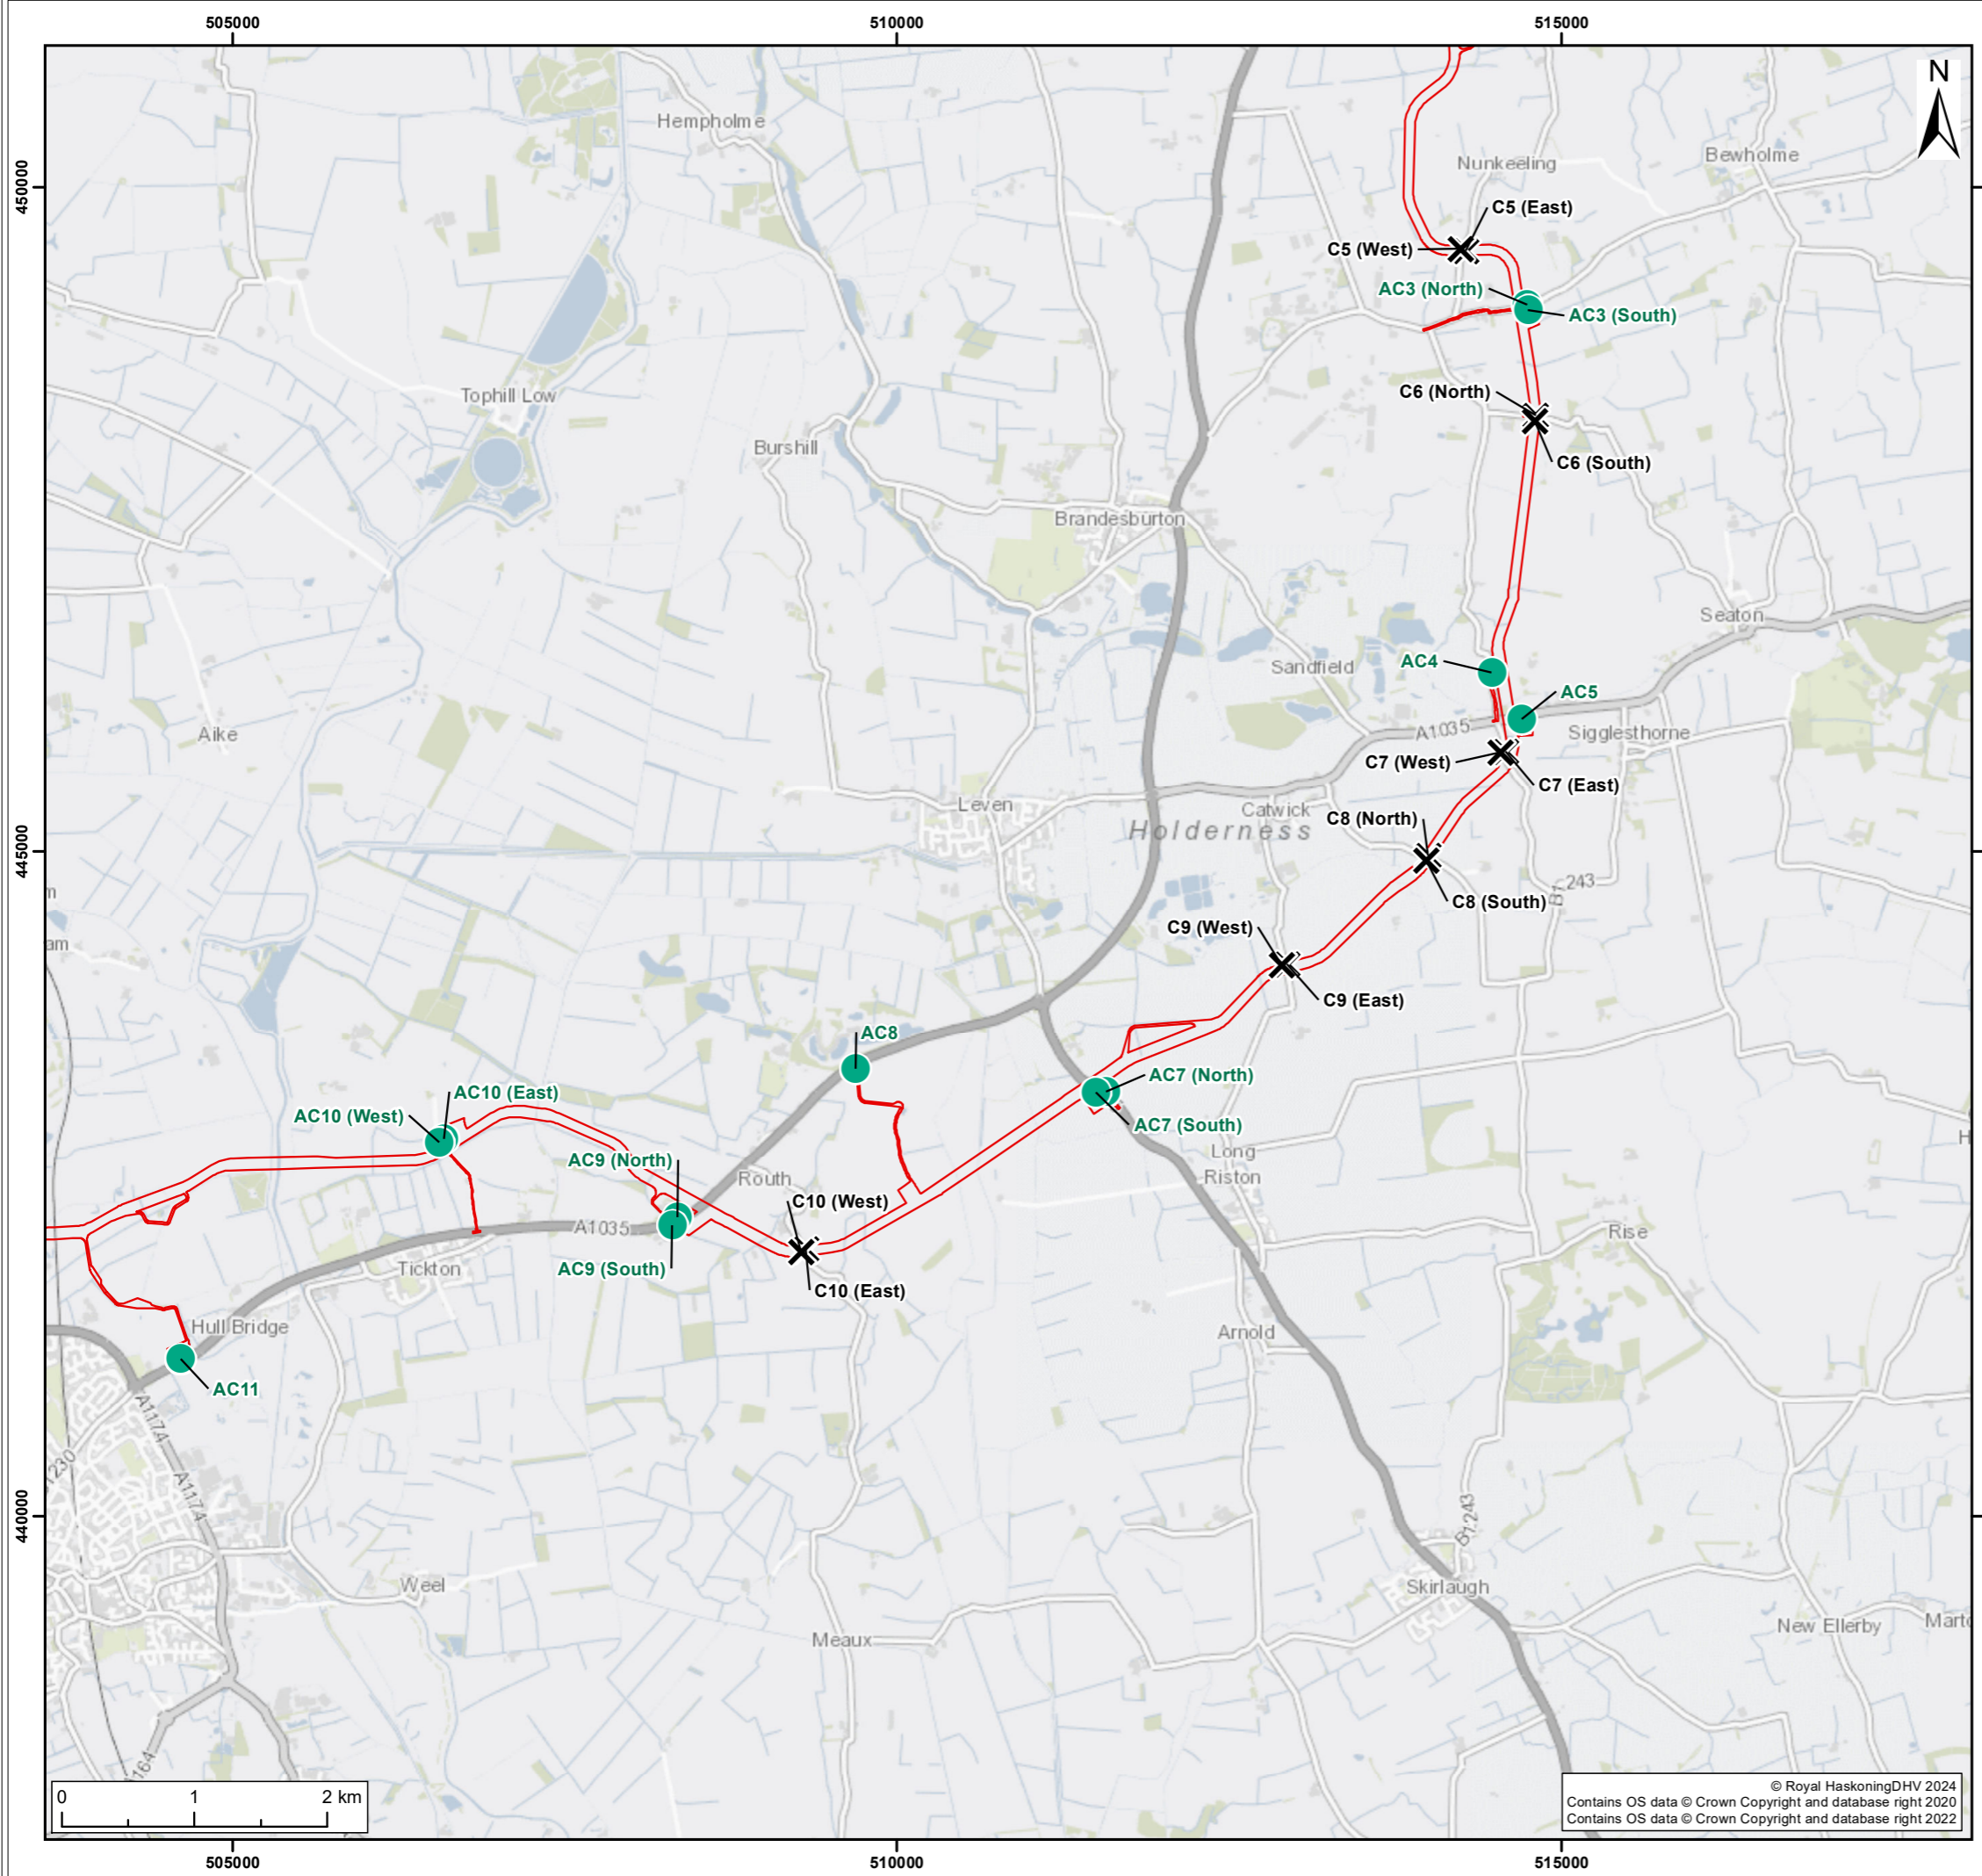 505000
510000
515000
N
Hempholme
Nunkeeling
Bewholme
450000
C5 (East)
C5 (West)
AC3 (North)
AC3 (South)
Tophill Low
C6 (North)
Burshill
C6 (South)
Brandesburton
Seaton
AC4
Sandfield
AC5
A1035
Sigglesthorne
Aike
C7 (West)
C7 (East)
Leven
Catwick
C8 (North)
Holderness
445000
B1243
C8 (South)
C9 (West)
am
C9 (East)
AC8
AC7 (North)
AC10 (East)
AC10 (West)
AC7 (South)
Long
Riston
AC9 (North)
Routh
C10 (West)
A1035
Rise
Tickton
AC9 (South)
C10 (East)
Hull Bridge
Arnold
AC11
A1174
1230
A1174
440000
B1243
Weel
Skirlaugh
Meaux
New Ellerby
Marto
1164
0
1
2 km
© Royal HaskoningDHV 2024
Contains OS data © Crown Copyright and database right 2020
Contains OS data © Crown Copyright and database right 2022
505000
510000
515000